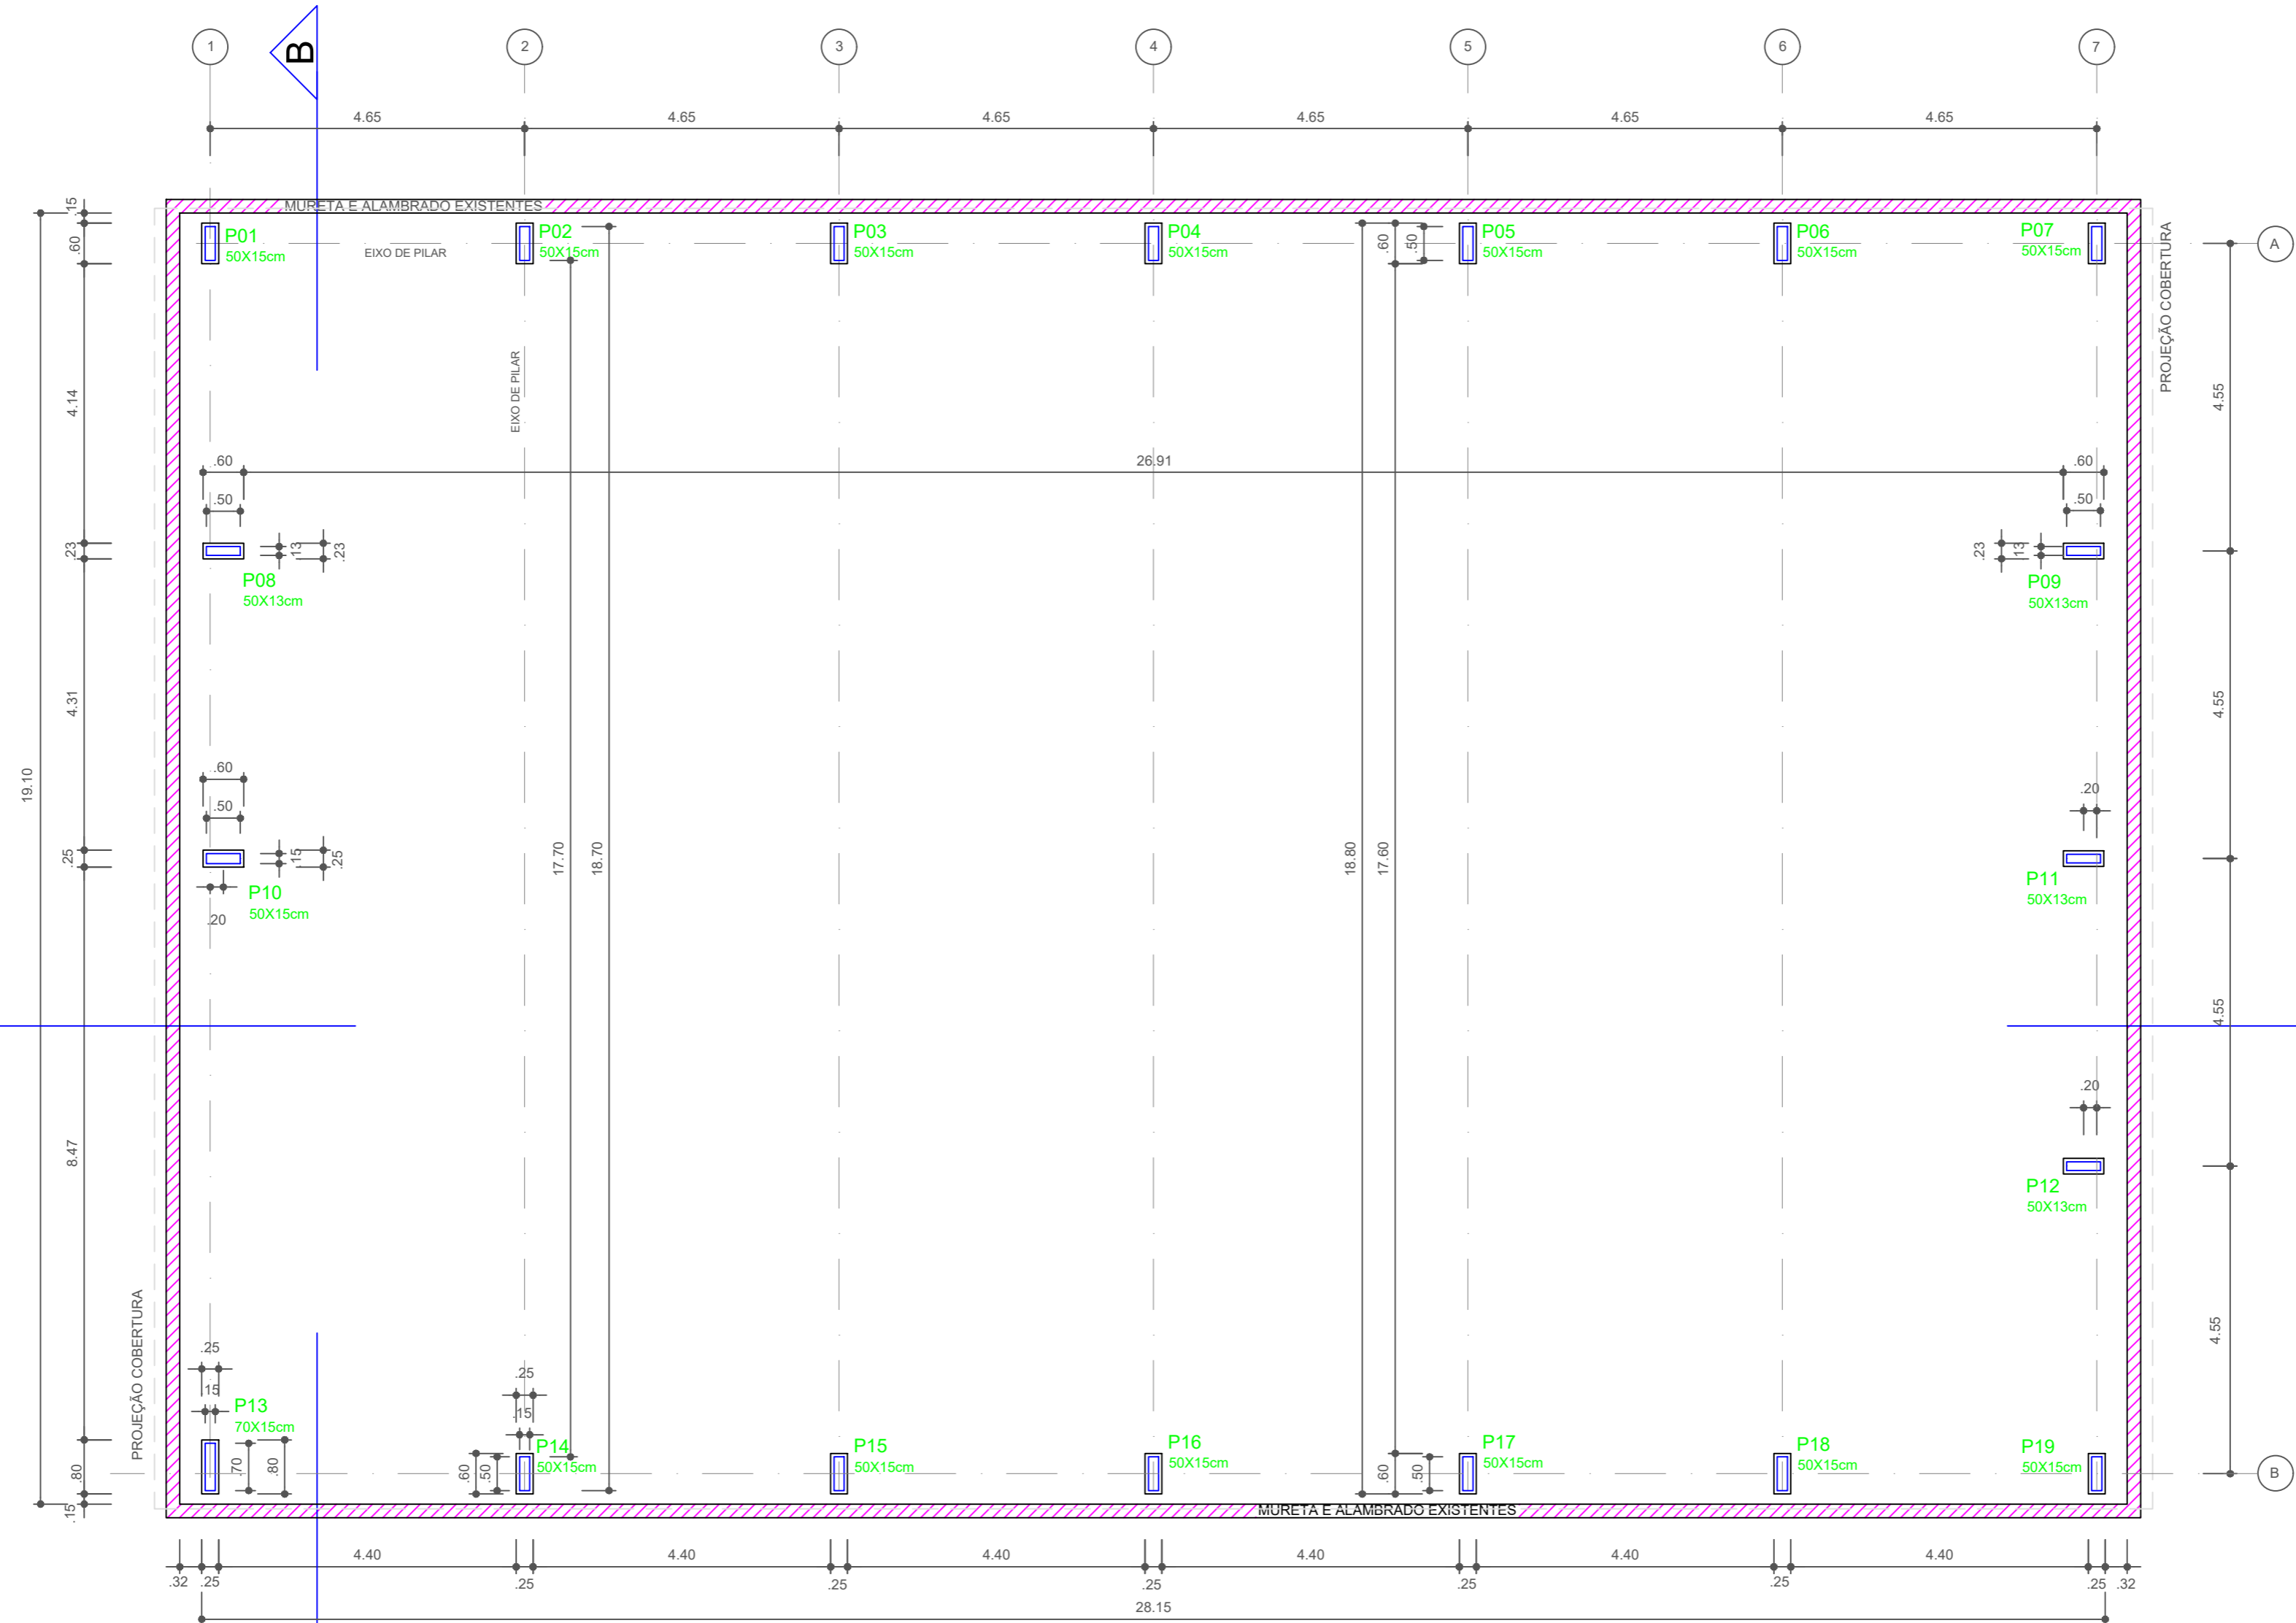 1
B
2
3
4
5
6
7
4.65
4.65
4.65
4.65
4.65
4.65
.15
MURETA E ALAMBRADO EXISTENTES
P01
50X15cm
EIXO DE PILAR
P02
50X15cm
P03
50X15cm
P04
50X15cm
.60
.50
P05
50X15cm
P06
50X15cm
P07
50X15cm
A
.60
PROJEÇÃO COBERTURA
EIXO DE PILAR
4.14
4.55
.60
26.91
.60
.50
.50
.23
.13
.23
.23
.13
P08
50X13cm
P09
50X13cm
4.31
4.55
19.10
.60
.50
.20
.25
.15
.25
17.70
18.70
18.80
17.60
P10
50X15cm
.20
P11
50X13cm
4.55
.20
8.47
P12
50X13cm
PROJEÇÃO COBERTURA
4.55
.25
.15
P13
70X15cm
.70
.80
.25
.15
P14
50X15cm
.60
.50
P15
50X15cm
P16
50X15cm
.60
.50
P17
50X15cm
P18
50X15cm
P19
50X15cm
B
.80
.15
MURETA E ALAMBRADO EXISTENTES
4.40
4.40
4.40
4.40
4.40
4.40
.32
.25
.25
.25
.25
.25
.25
.25
.32
28.15